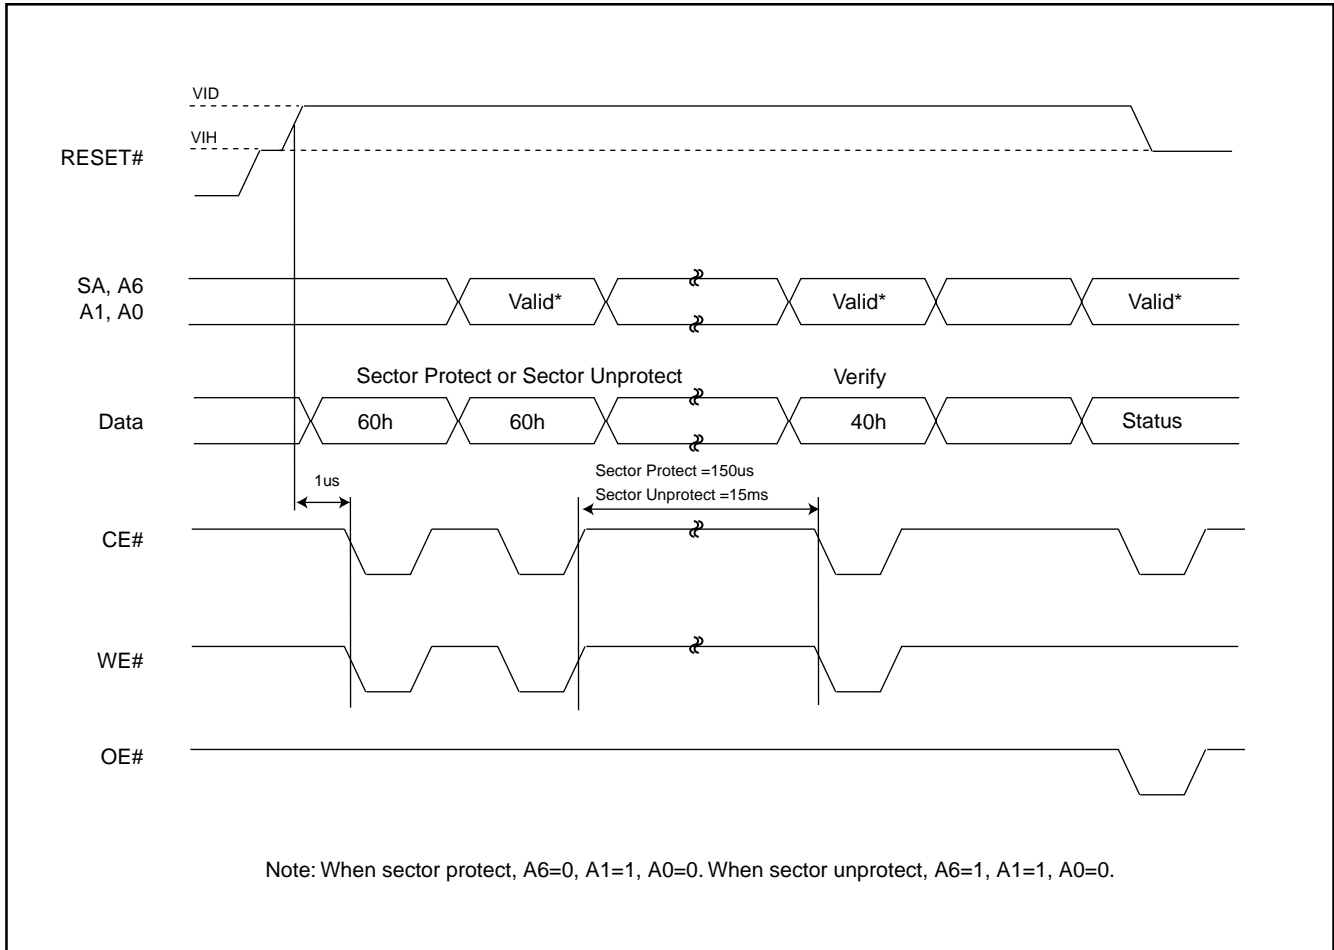 VID
VIH
RESET#
SA, A6
A1, A0
Valid*
Valid*
Valid*
Sector Protect or Sector Unprotect
Verify
Data
60h
60h
40h
Status
1us
Sector Protect =150us
Sector Unprotect =15ms
CE#
WE#
OE#
Note: When sector protect, A6=0, A1=1, A0=0. When sector unprotect, A6=1, A1=1, A0=0.